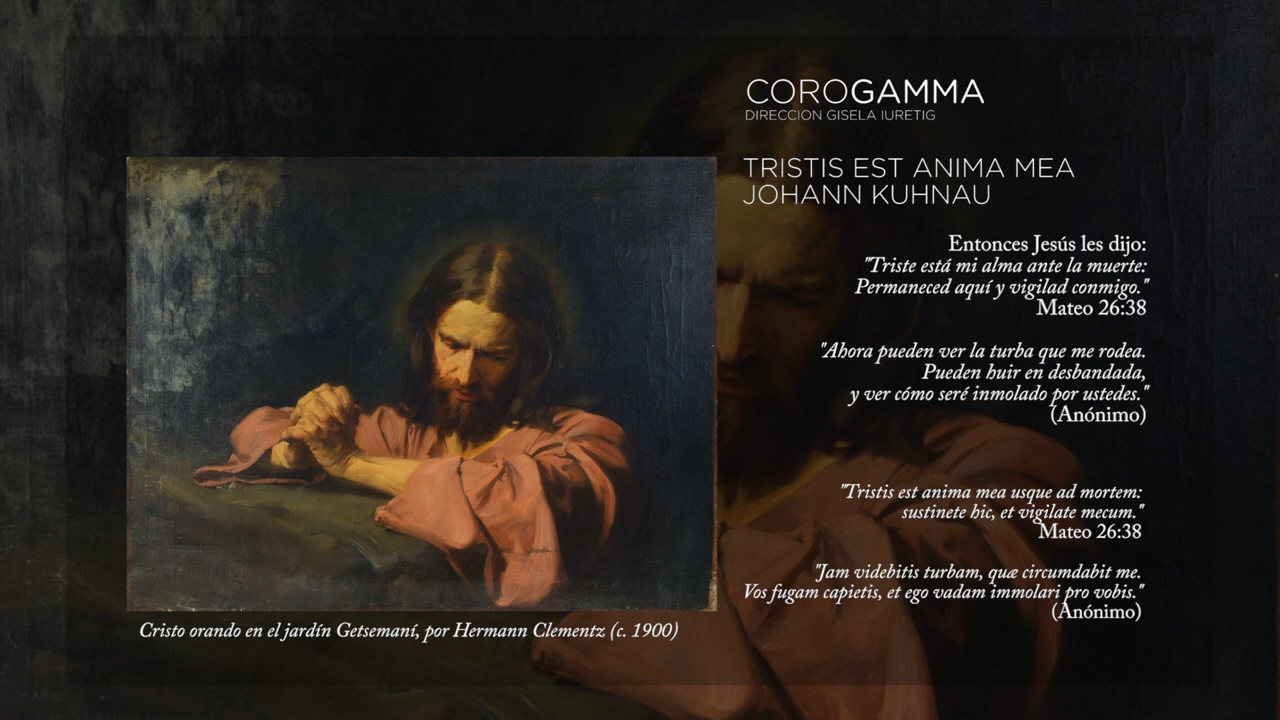 COROGAMMA
DIRECCION GISELA IURETIG
TRISTIS EST ANIMA MEA
JOHANN KUHNAU
Entonces Jesús les dijo:
"Triste está mi alma ante la muerte:
Permaneced aquí y vigilad conmigo."
Mateo 26:38
"Ahora pueden ver la turba que me rodea.
Pueden huir en desbandada,
y ver cómo seré inmolado por ustedes."
(Anónimo)
"Tristis est anima mea usque ad mortem:
sustinete hic, et vigilate mecum."
Mateo 26:38
"Jam videbitis turbam, quæ circumdabit me.
Vos fugam capietis, et ego vadam immolari pro vobis."
(Anónimo)
Cristo orando en el jardín Getsemaní, por Hermann Clementz (c. 1900)